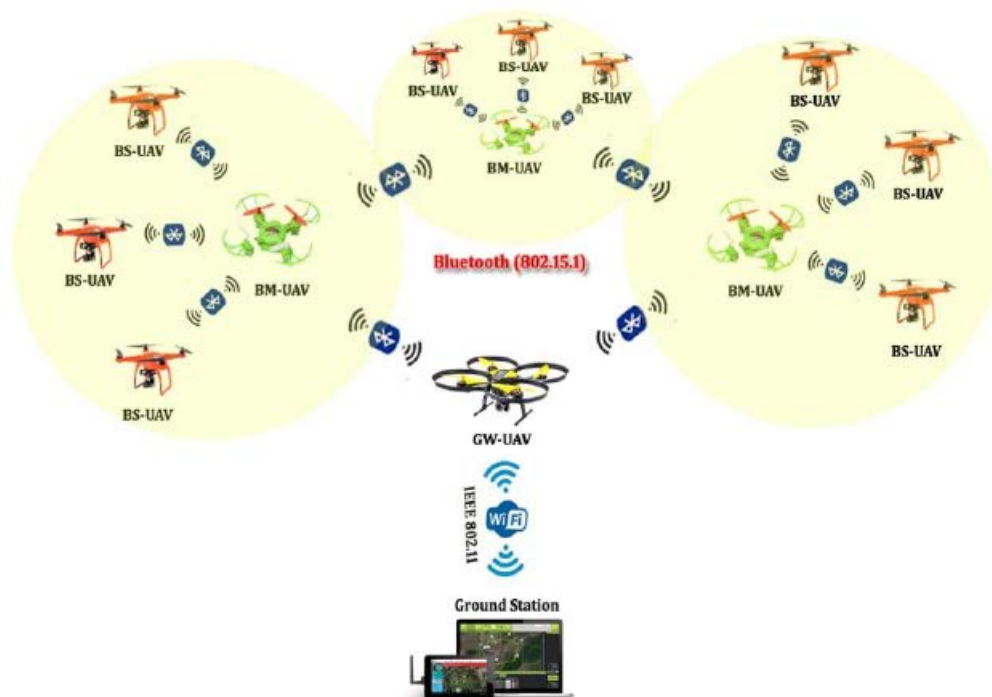 BS-UAV
BS-UAV
BS-UAV
BM-UAV
BS-UAV
BS-UAV
BM-UAV
BS-UAV
BS-UAV
BS-UAV
BM-UAV
BS-UAV
Bluetooth (802.15.1)
GW-UAV
IEEE 802.11
WiFi
Ground Station